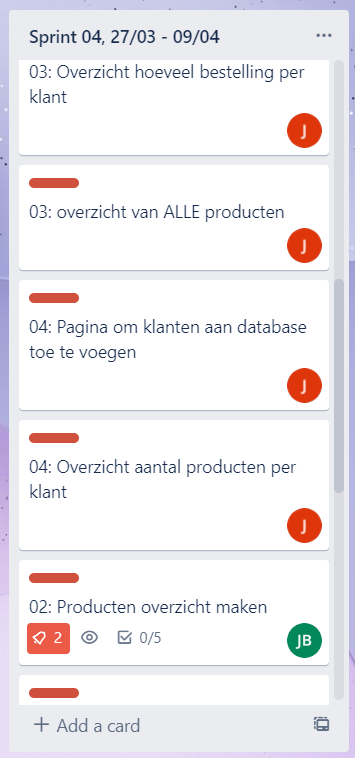 Sprint 04, 27/03 - 09/04
03: Overzicht hoeveel bestelling per
klant
J
03: overzicht van ALLE producten
J
04: Pagina om klanten aan database
toe te voegen
J
04: Overzicht aantal producten per
klant
J
02: Producten overzicht maken
2 0/5 JB
Add a card